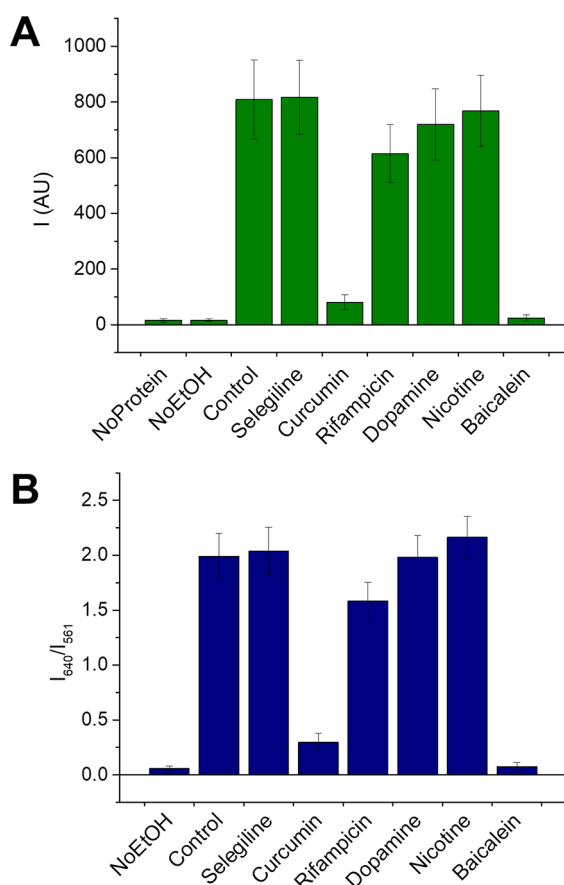 A
1000
800
600
400
200
0
I (AU)
NoProtein
NoEtOH
Control
Selegiline
Curcumin
Rifampicin
Dopamine
Nicotine
Baicalein
B
2.5
2.0
1.5
1.0
0.5
0.0
I640/I561
NoEtOH
Control
Selegiline
Curcumin
Rifampicin
Dopamine
Nicotine
Baicalein